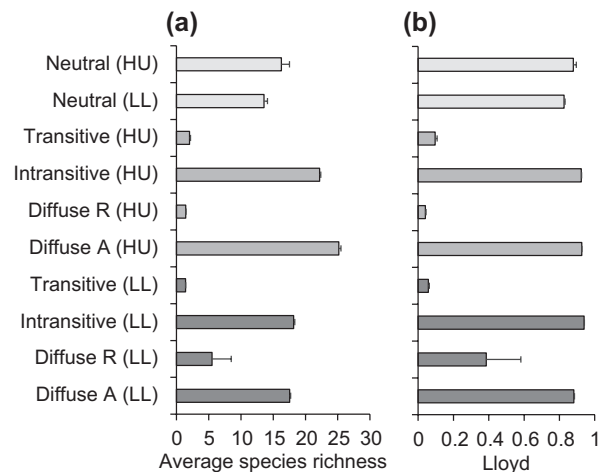 (a) (b)
Neutral (HU)
Neutral (LL)
Transitive (HU)
Intransitive (HU)
Diffuse R (HU)
Diffuse A (HU)
Transitive (LL)
Intransitive (LL)
Diffuse R (LL)
Diffuse A (LL)
0 5 10 15 20 25 30 0 0.2 0.4 0.6 0.8 1
Average species richness Lloyd